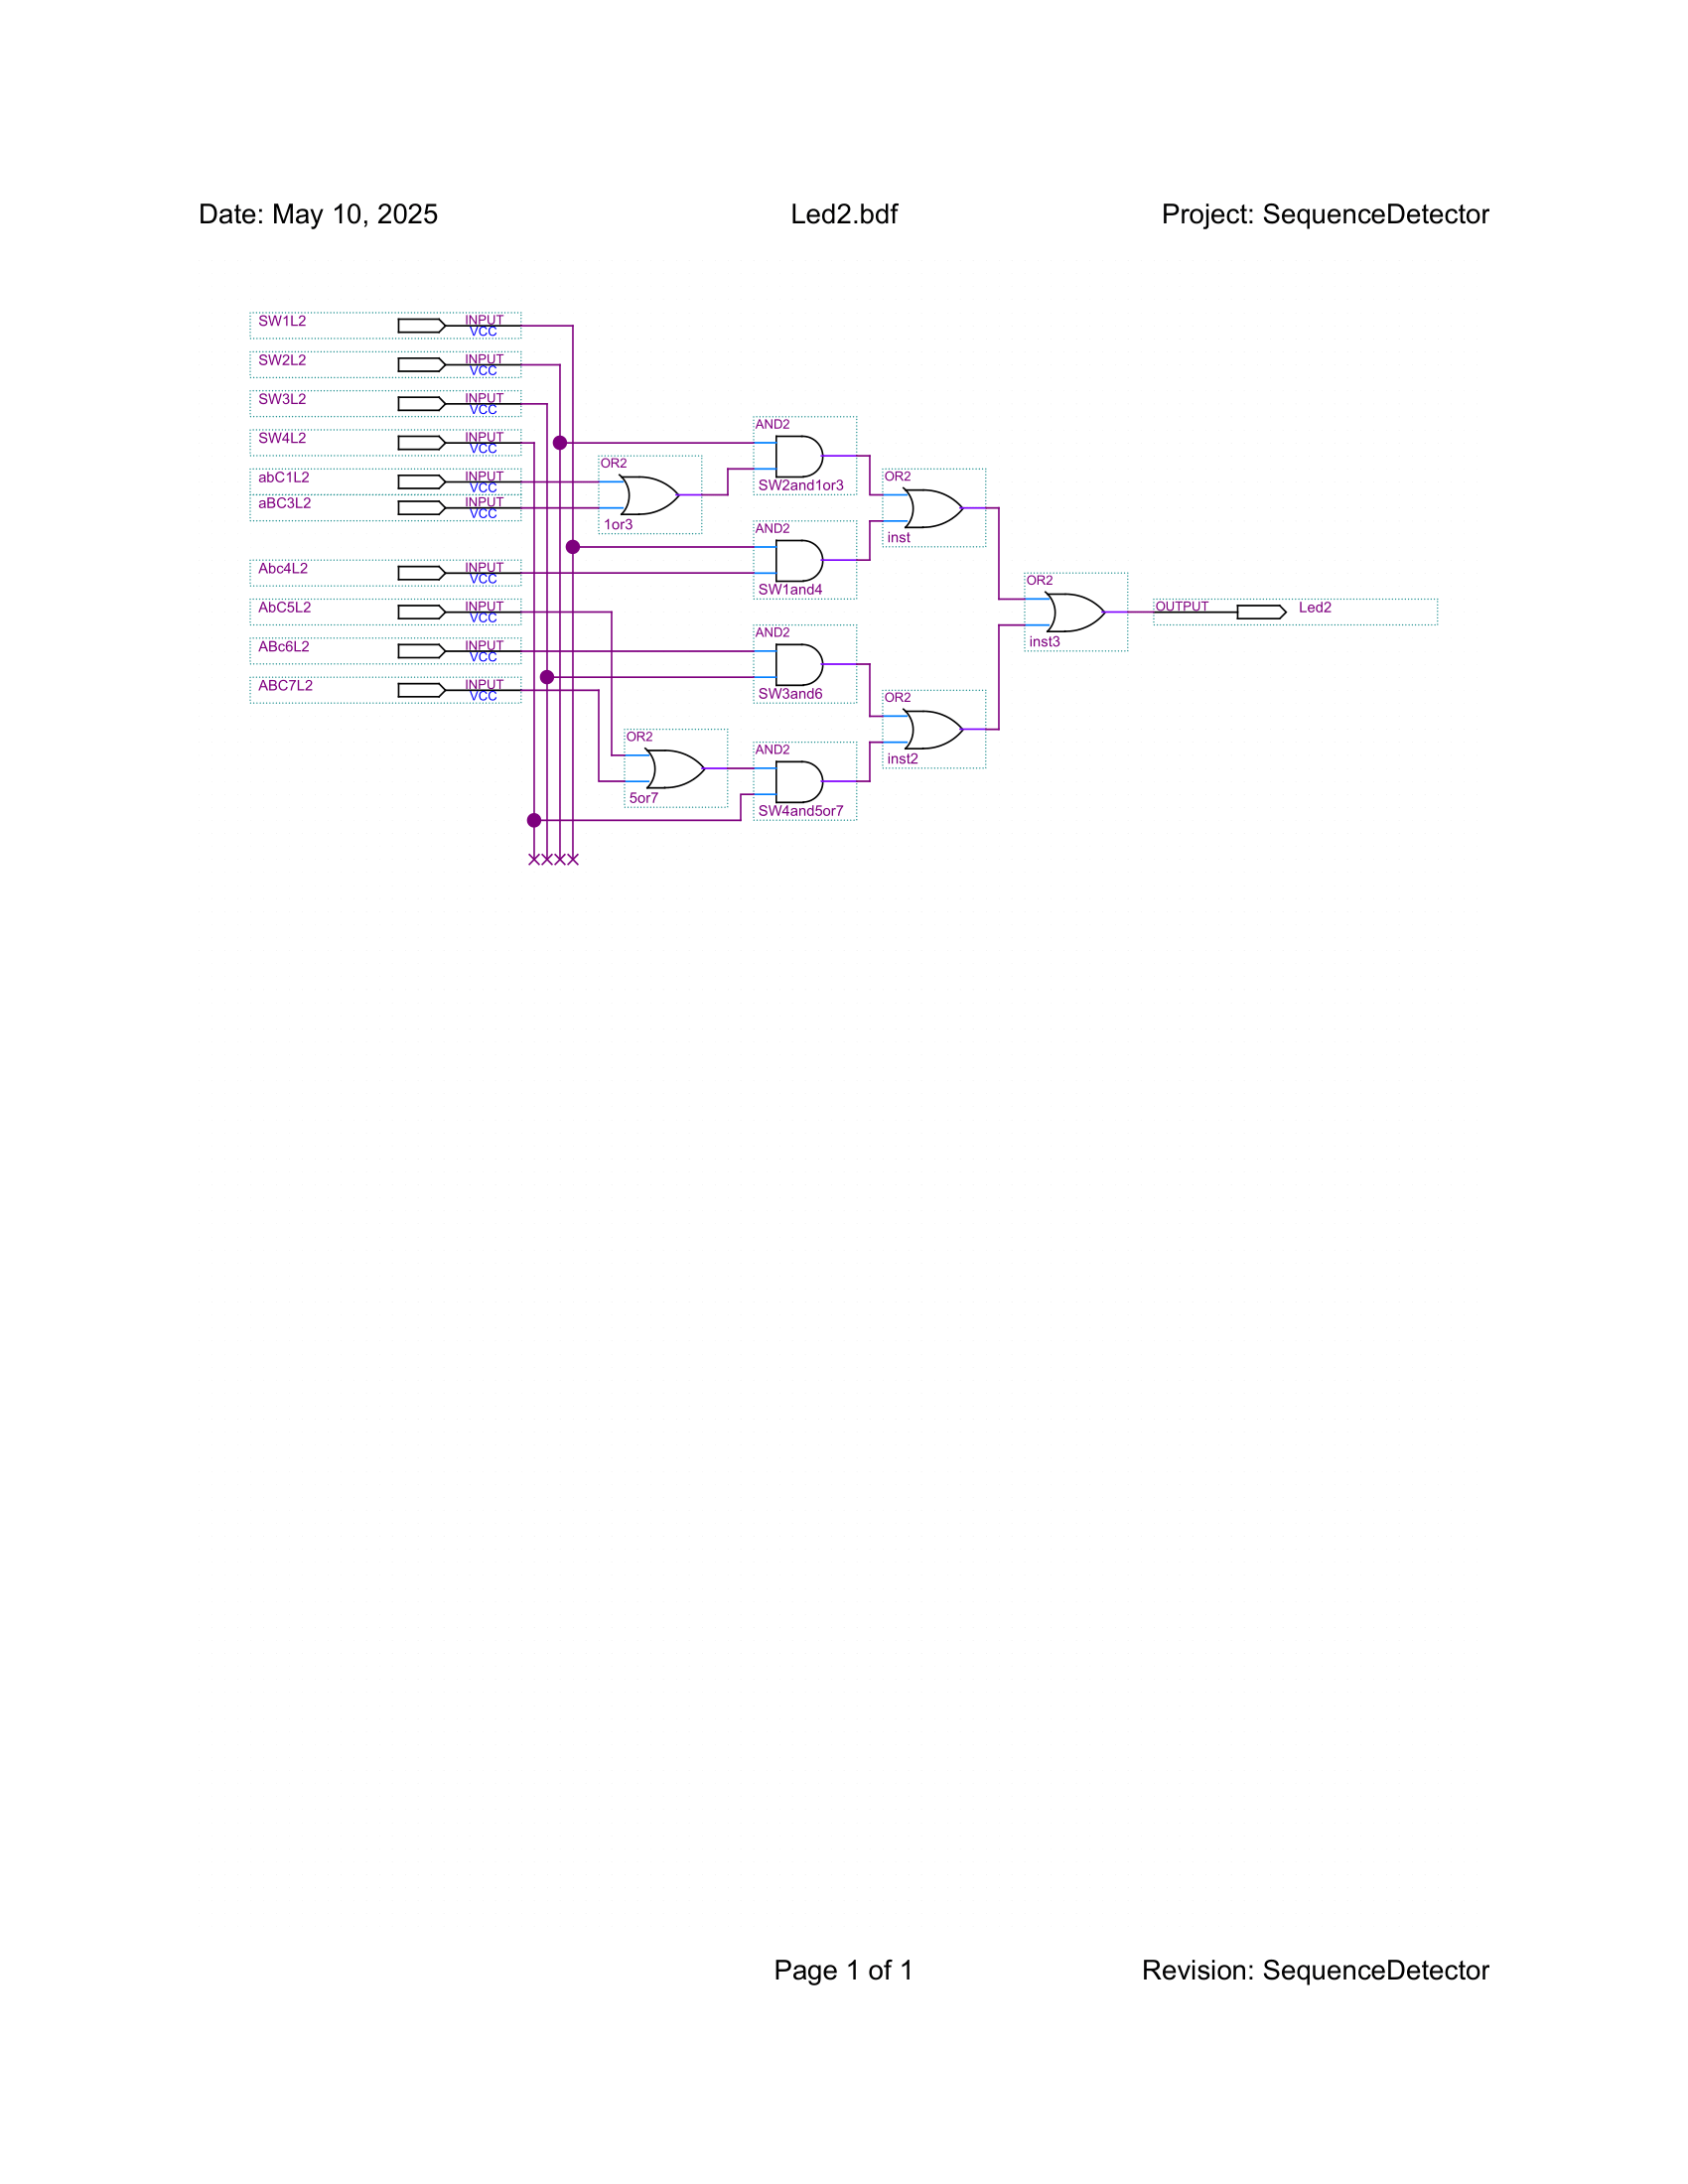 Date: May 10, 2025 Led2.bdf Project: SequenceDetector
SW1L2 INPUT
VCC
SW2L2 INPUT
VCC
SW3L2 INPUT
VCC
SW4L2 INPUT
VCC
abC1L2 INPUT
VCC
aBC3L2 INPUT
VCC
Abc4L2 INPUT
VCC
AbC5L2 INPUT
VCC
ABc6L2 INPUT
VCC
ABC7L2 INPUT
VCC
OR2
1or3
AND2
SW2and1or3
AND2
SW1and4
AND2
SW3and6
OR2
5or7
AND2
SW4and5or7
OR2
inst
OR2
inst2
OR2
inst3
OUTPUT Led2
Page 1 of 1 Revision: SequenceDetector